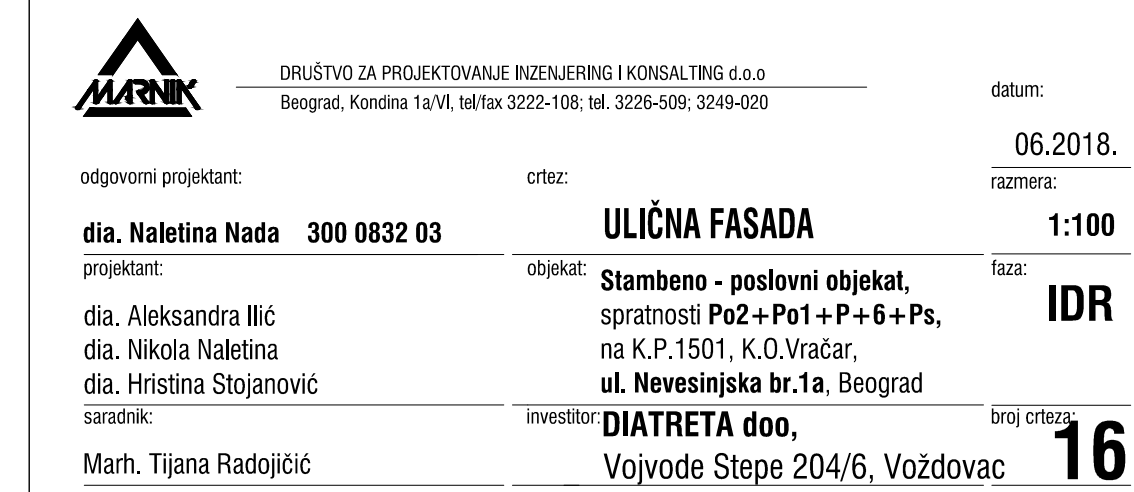 MARNIK
DRUŠTVO ZA PROJEKTOVANJE INZENJERING I KONSALTING d.o.o
Beograd, Kondina 1a/VI, tel/fax 3222-108; tel. 3226-509; 3249-020
datum:
06.2018.
odgovorni projektant:
dia. Naletina Nada 300 0832 03
crtez:
ULIČNA FASADA
razmera:
1:100
projektant:
dia. Aleksandra Ilić
dia. Nikola Naletina
dia. Hristina Stojanović
objekat:
Stambeno - poslovni objekat,
spratnosti Po2+Po1+P+6+Ps,
na K.P.1501, K.O.Vračar,
ul. Nevesinjska br.1a, Beograd
faza:
IDR
saradnik:
Marh. Tijana Radojičić
investitor:
DIATRETA doo,
Vojvode Stepe 204/6, Voždovac
broj crteza:
16